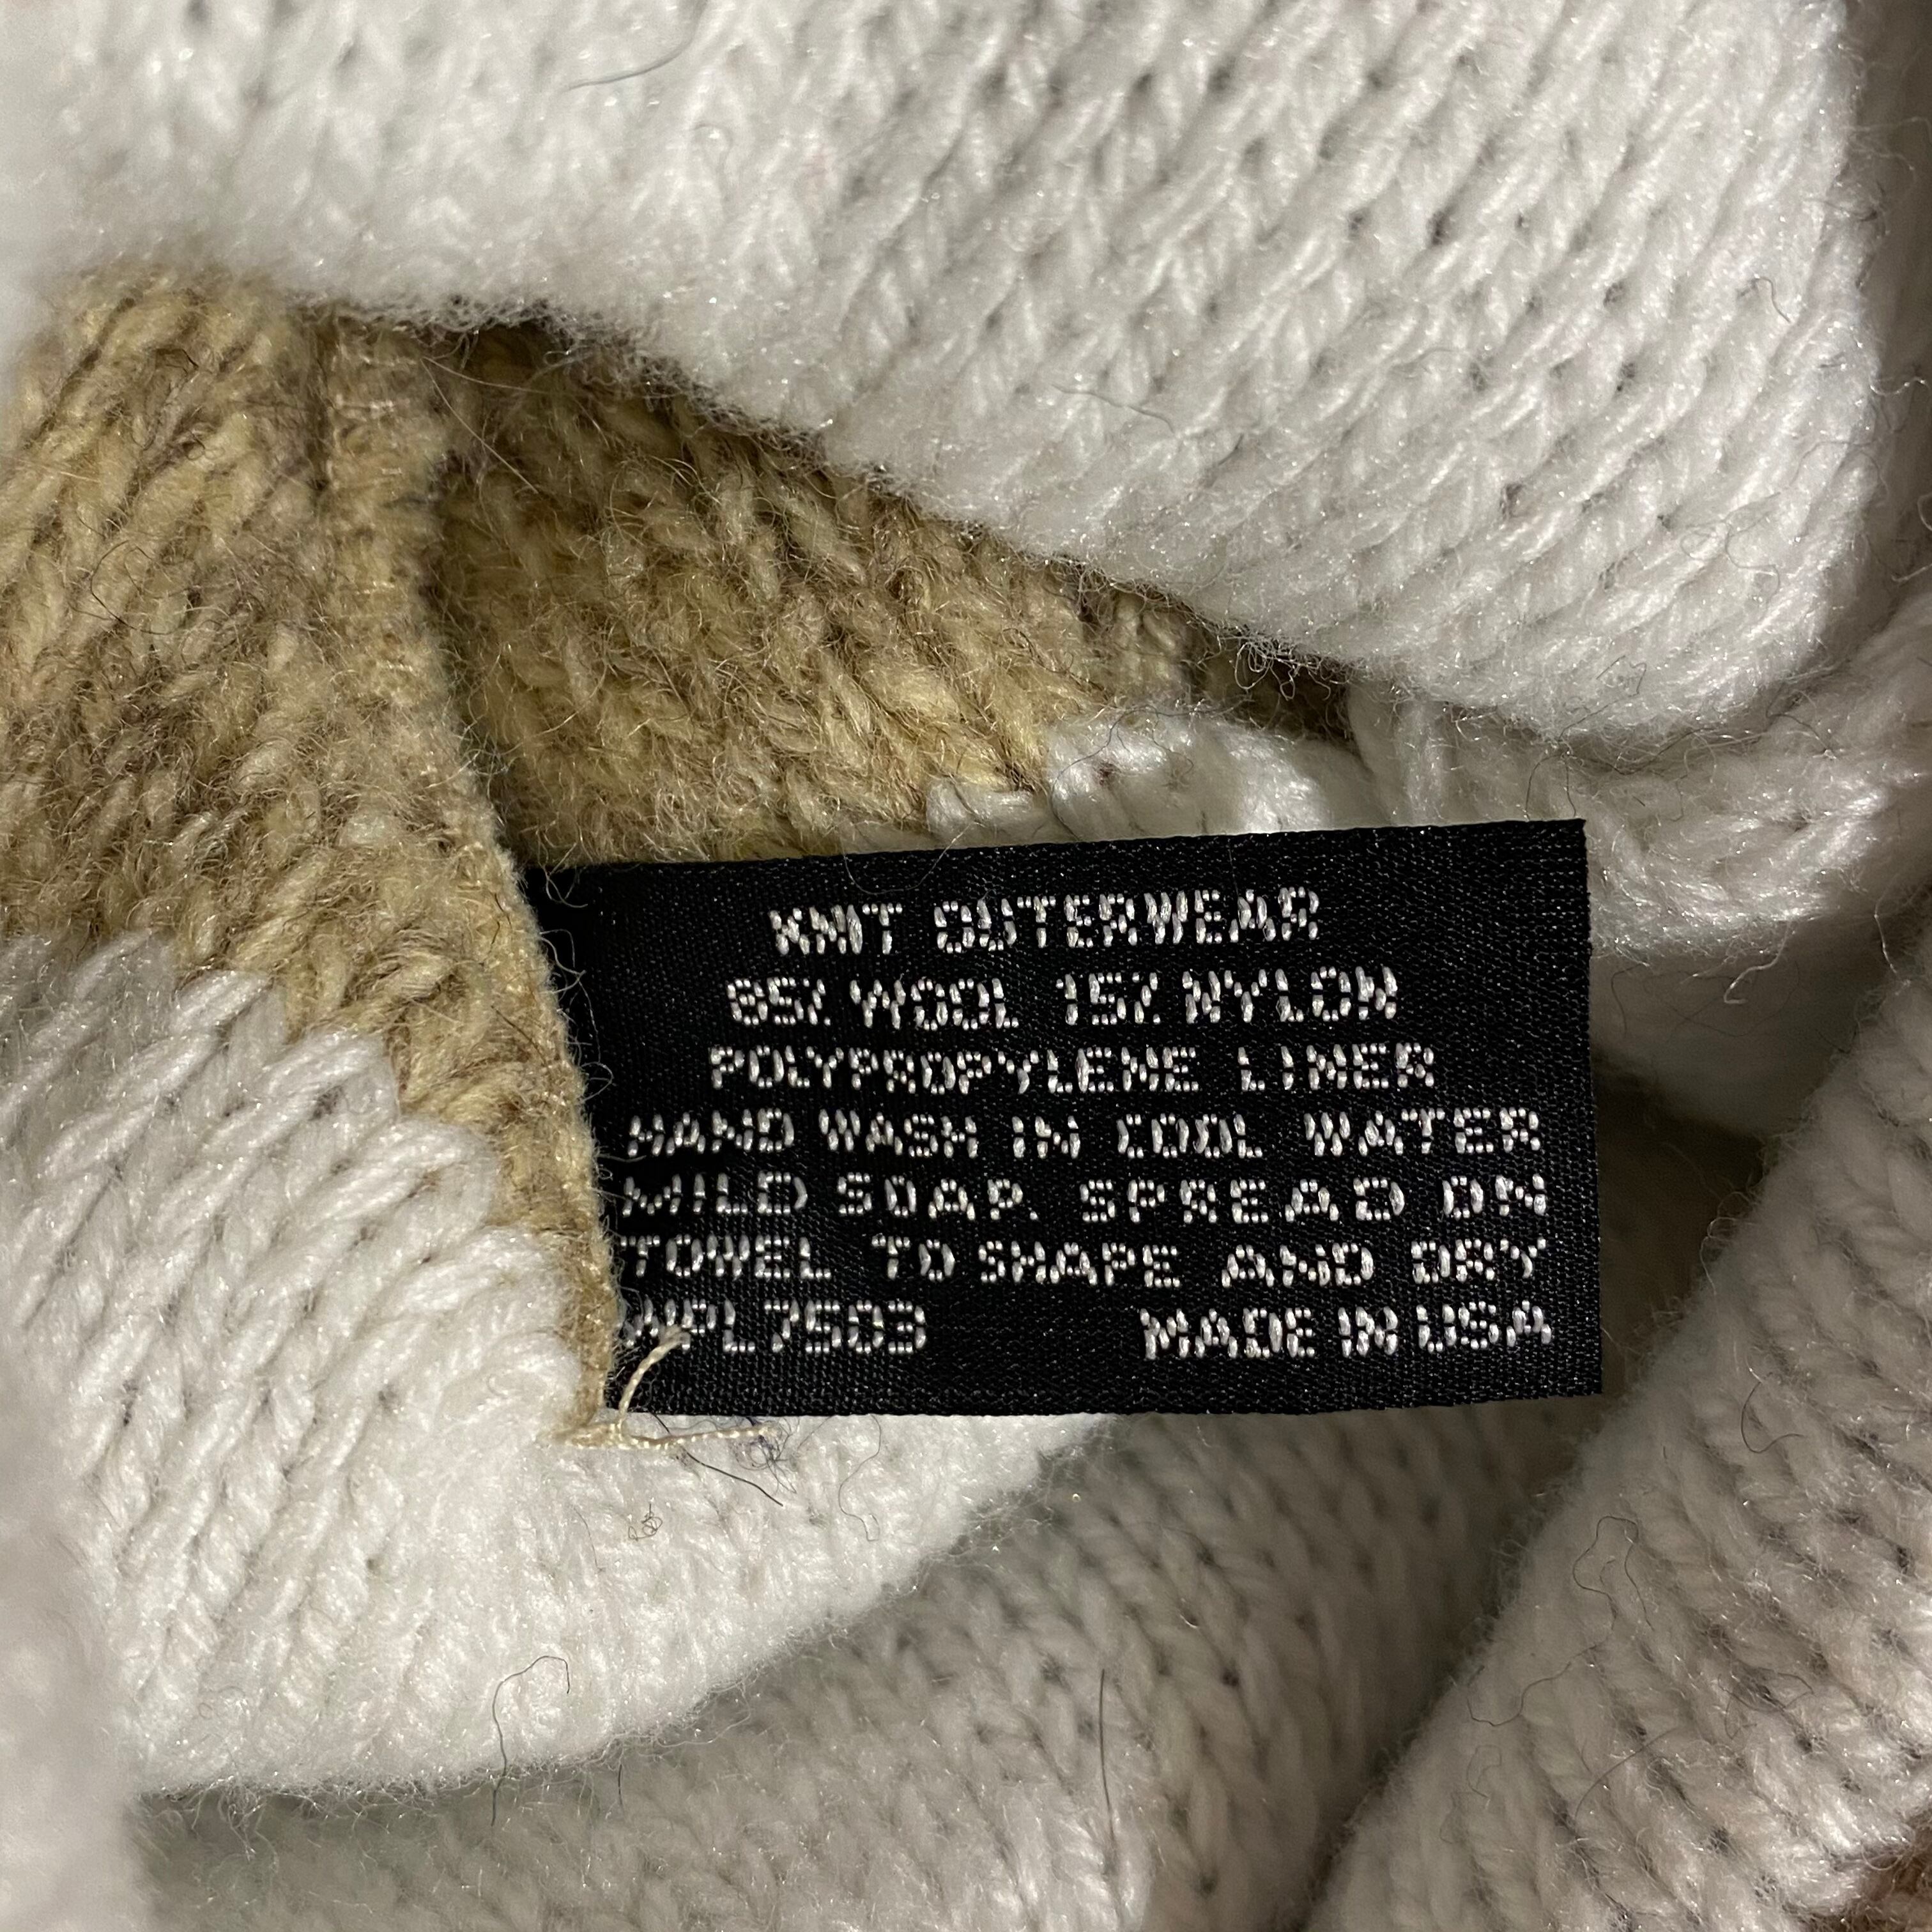 KNIT OUTERWEAR
85% WOOL 15% NYLON
POLYPROPYLENE LINER
HAND WASH IN COOL WATER
MILD SOAP. SPREAD ON
TOWEL TO SHAPE AND DRY
WPL7503 MADE IN USA